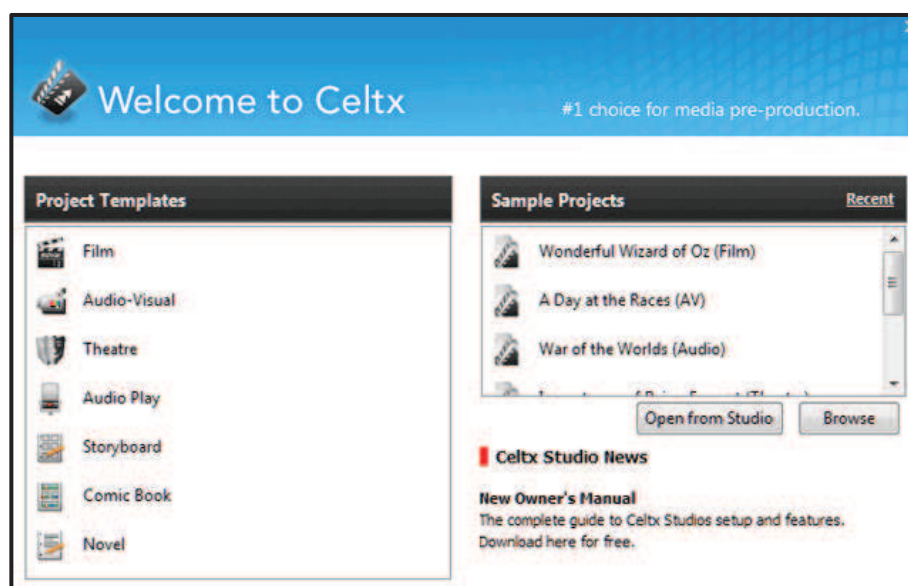 Welcome to Celtx
#1 choice for media pre-production.
Project Templates
Film
Audio-Visual
Theatre
Audio Play
Storyboard
Comic Book
Novel
Sample Projects
Recent
Wonderful Wizard of Oz (Film)
A Day at the Races (AV)
War of the Worlds (Audio)
Open from Studio
Browse
Celtx Studio News
New Owner's Manual
The complete guide to Celtx Studios setup and features.
Download here for free.